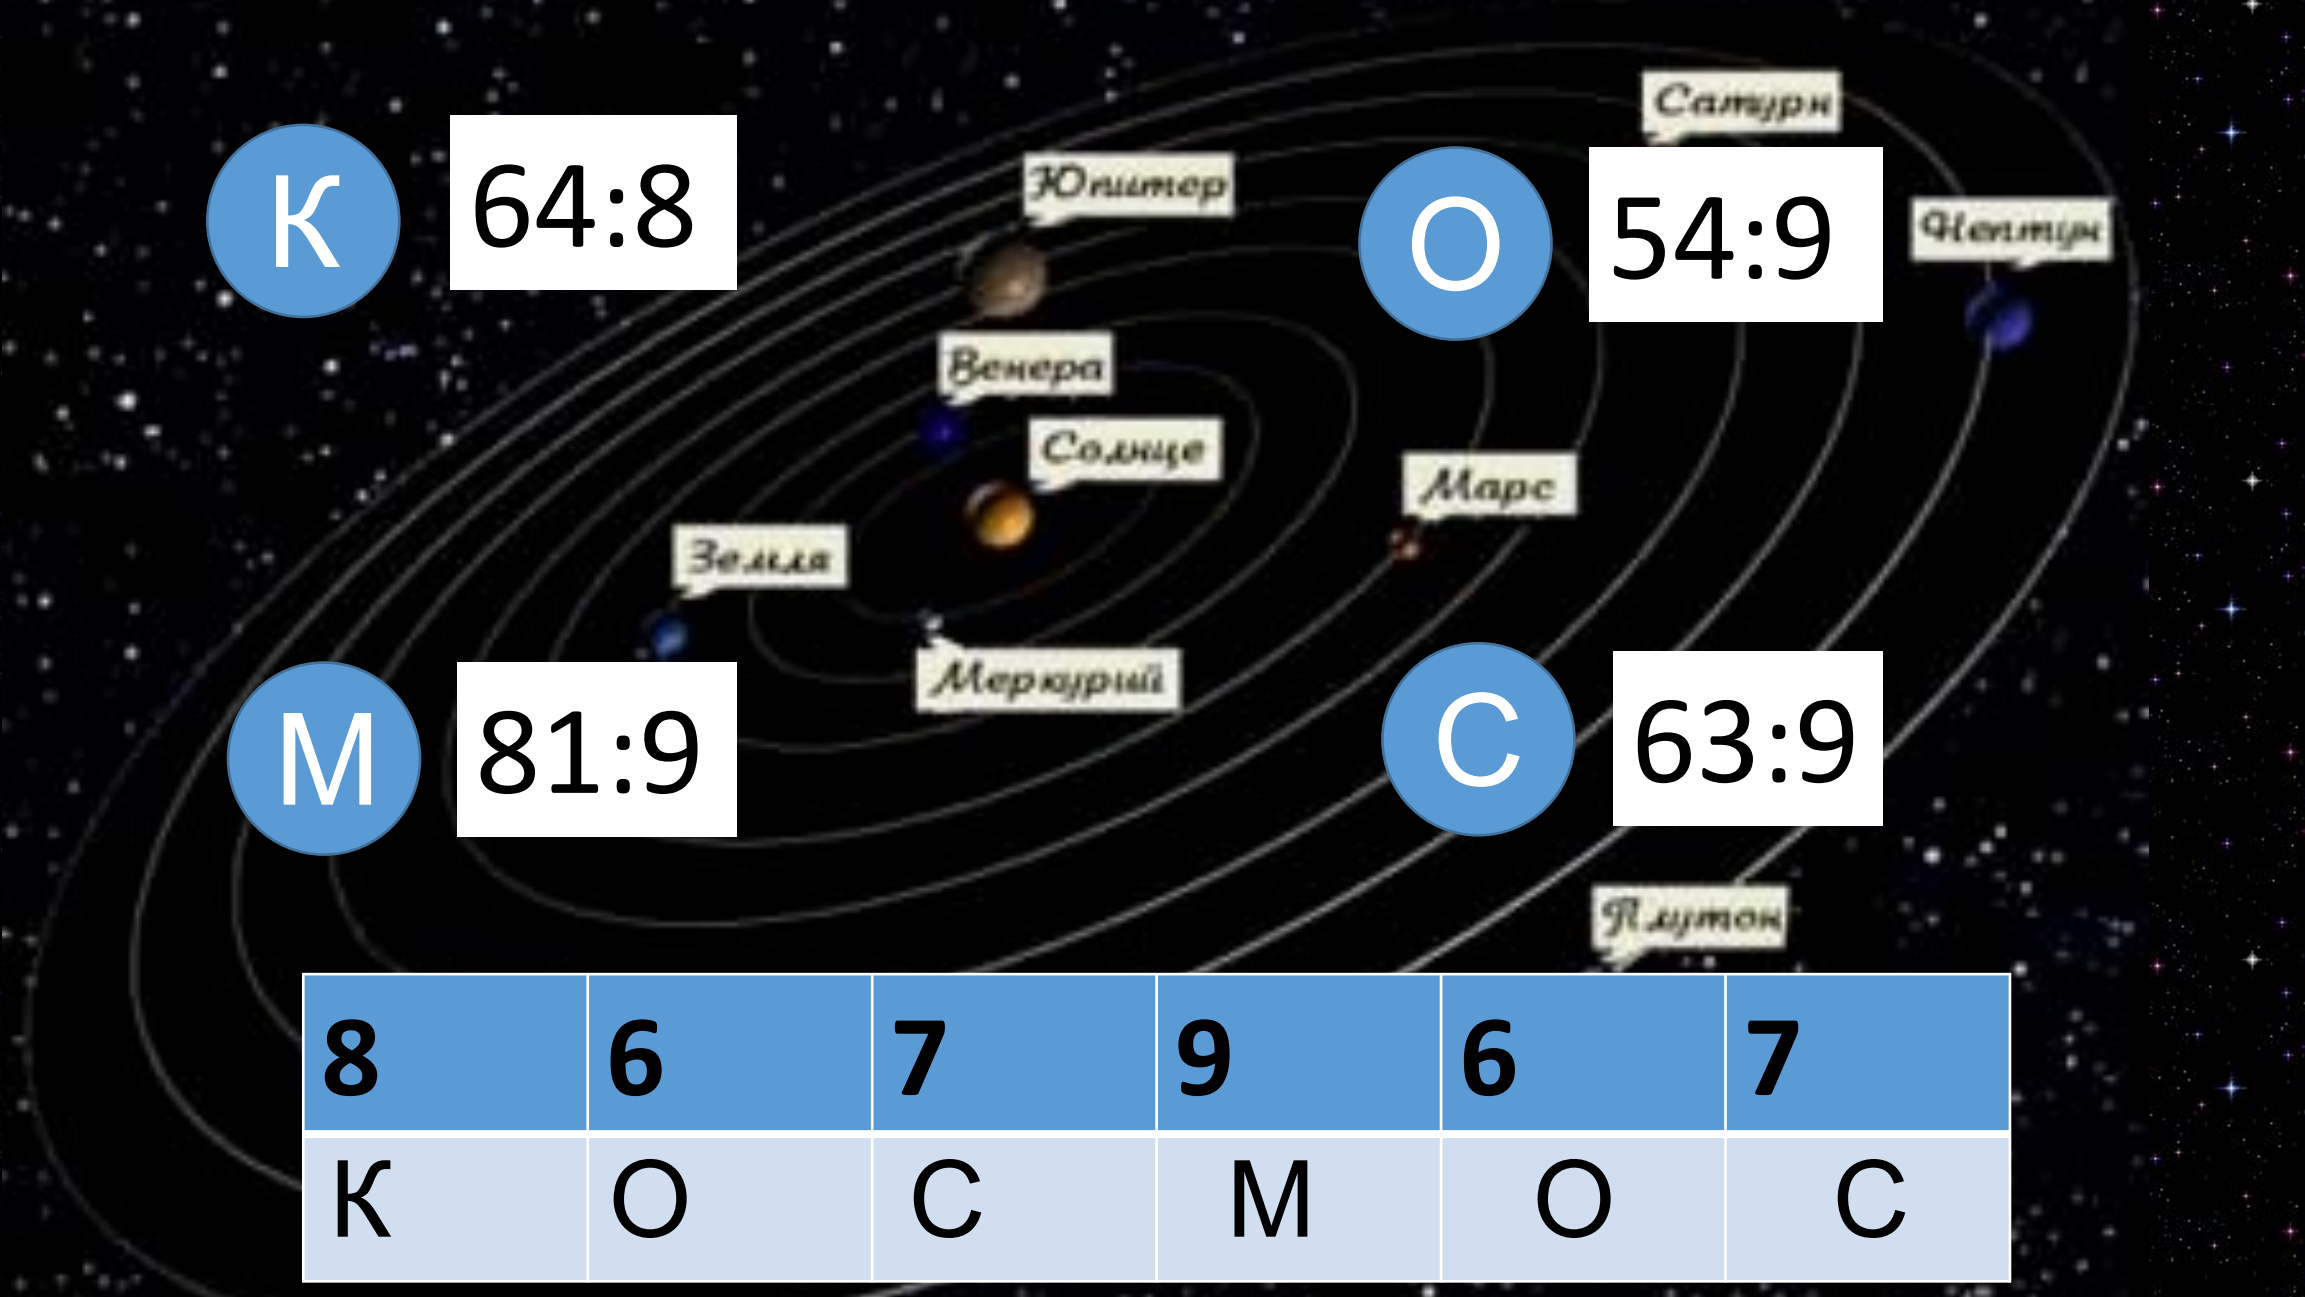 Сатурн
К 64:8
Юпитер
О 54:9
Нептун
Венера
Солнце
Марс
Земля
Меркурий
М 81:9
С 63:9
Плутон
8 6 7 9 6 7
К О С М О С